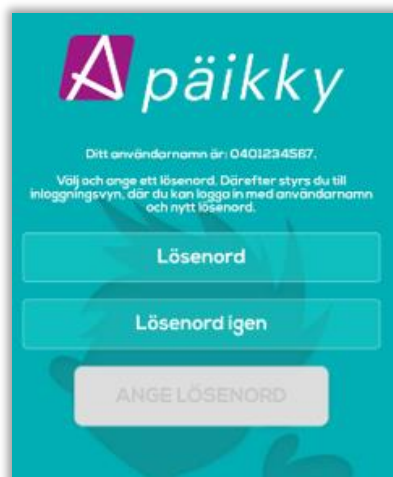 A päikky
Ditt användarnamn är: 0401234567.
Välj och ange ett lösenord. Därefter styrs du till
inloggningsvyn, där du kan logga in med användarnamn
och nytt lösenord.
Lösenord
Lösenord igen
ANGE LÖSENORD